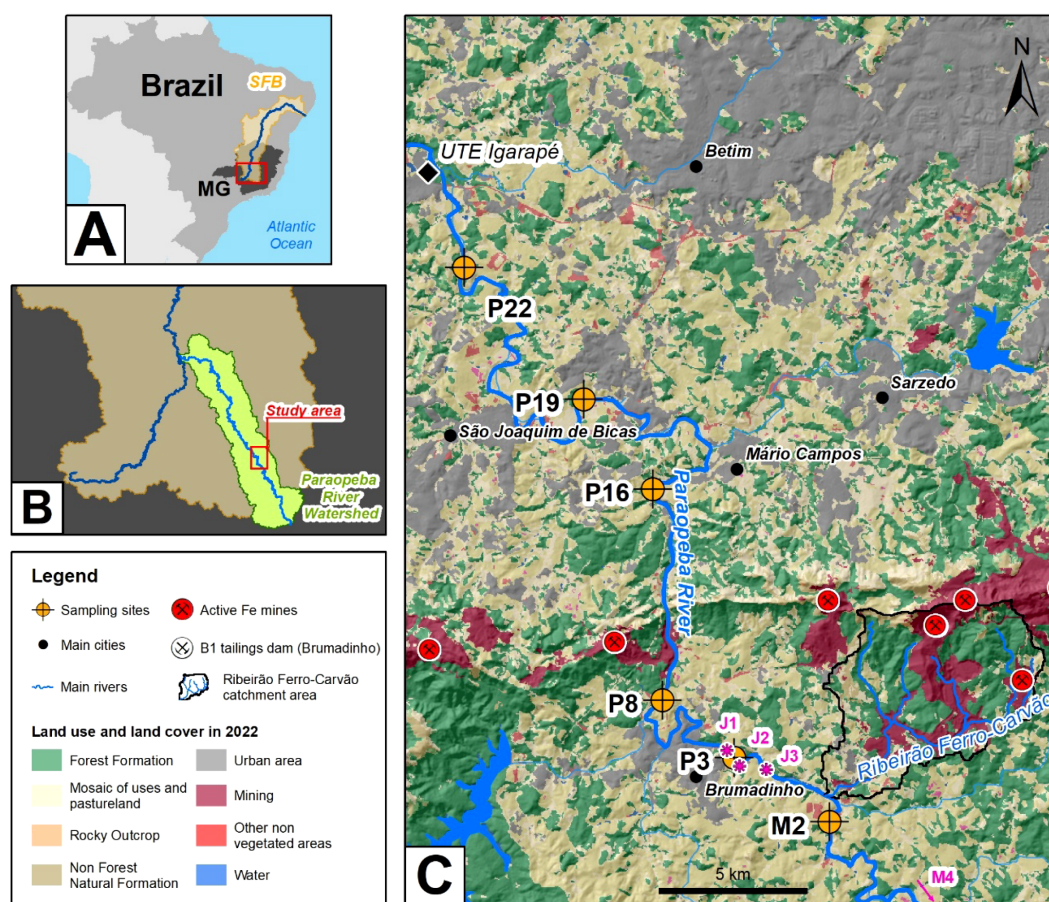 Brazil
SFB
MG
Atlantic
Ocean
A
Study area
Paraopeba
River
Watershed
B
Legend
Sampling sites
Active Fe mines
Main cities
B1 tailings dam (Brumadinho)
Main rivers
Ribeirão Ferro-Carvão
catchment area
Land use and land cover in 2022
Forest Formation
Urban area
Mosaic of uses and
pastureland
Mining
Rocky Outcrop
Other non
vegetated areas
Non Forest
Natural Formation
Water
N
UTE Igarapé
Betim
P22
P19
Sarzedo
São Joaquim de Bicas
Mário Campos
P16
Paraopeba River
P8
J1
J2
J3
Ribeirão Ferro-Carvão
P3
Brumadinho
M2
C
5 km
M4